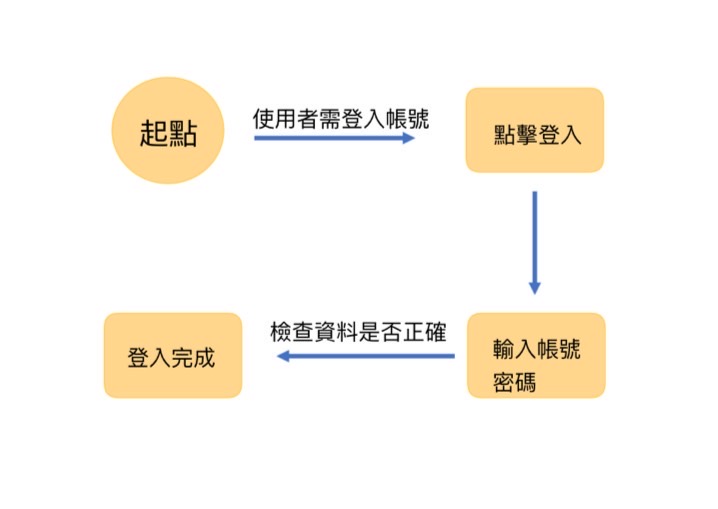 起點
使用者需登入帳號
點擊登入
輸入帳號
密碼
檢查資料是否正確
登入完成